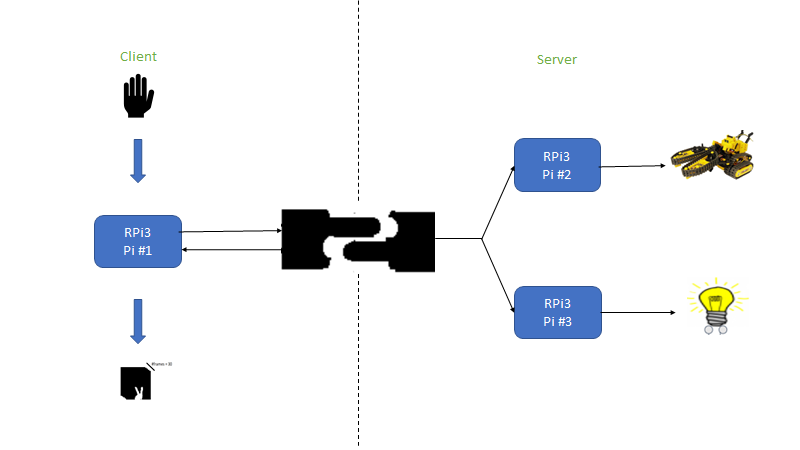 Client
Server
RPi3
Pi #1
RPi3
Pi #2
RPi3
Pi #3